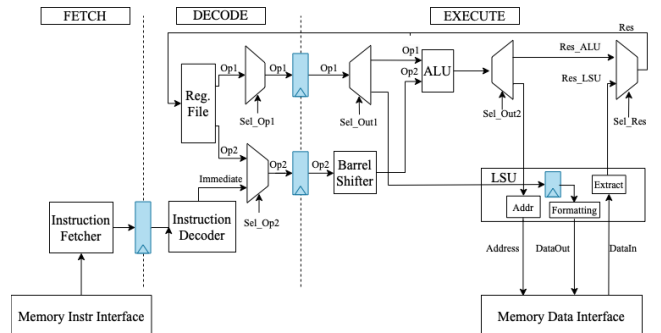 FETCH
DECODE
EXECUTE
Res
Op1
Op1
Op1
Op1
Op1
Res_ALU
Op2
ALU
Res_LSU
Reg.
File
Sel_Op1
Sel_Out1
Sel_Out2
Sel_Res
Op2
Op2
Op2
Barrel
Shifter
Immediate
LSU
Extract
Addr
Formatting
Instruction
Fetcher
Instruction
Decoder
Sel_Op2
Address
DataOut
DataIn
Memory Instr Interface
Memory Data Interface